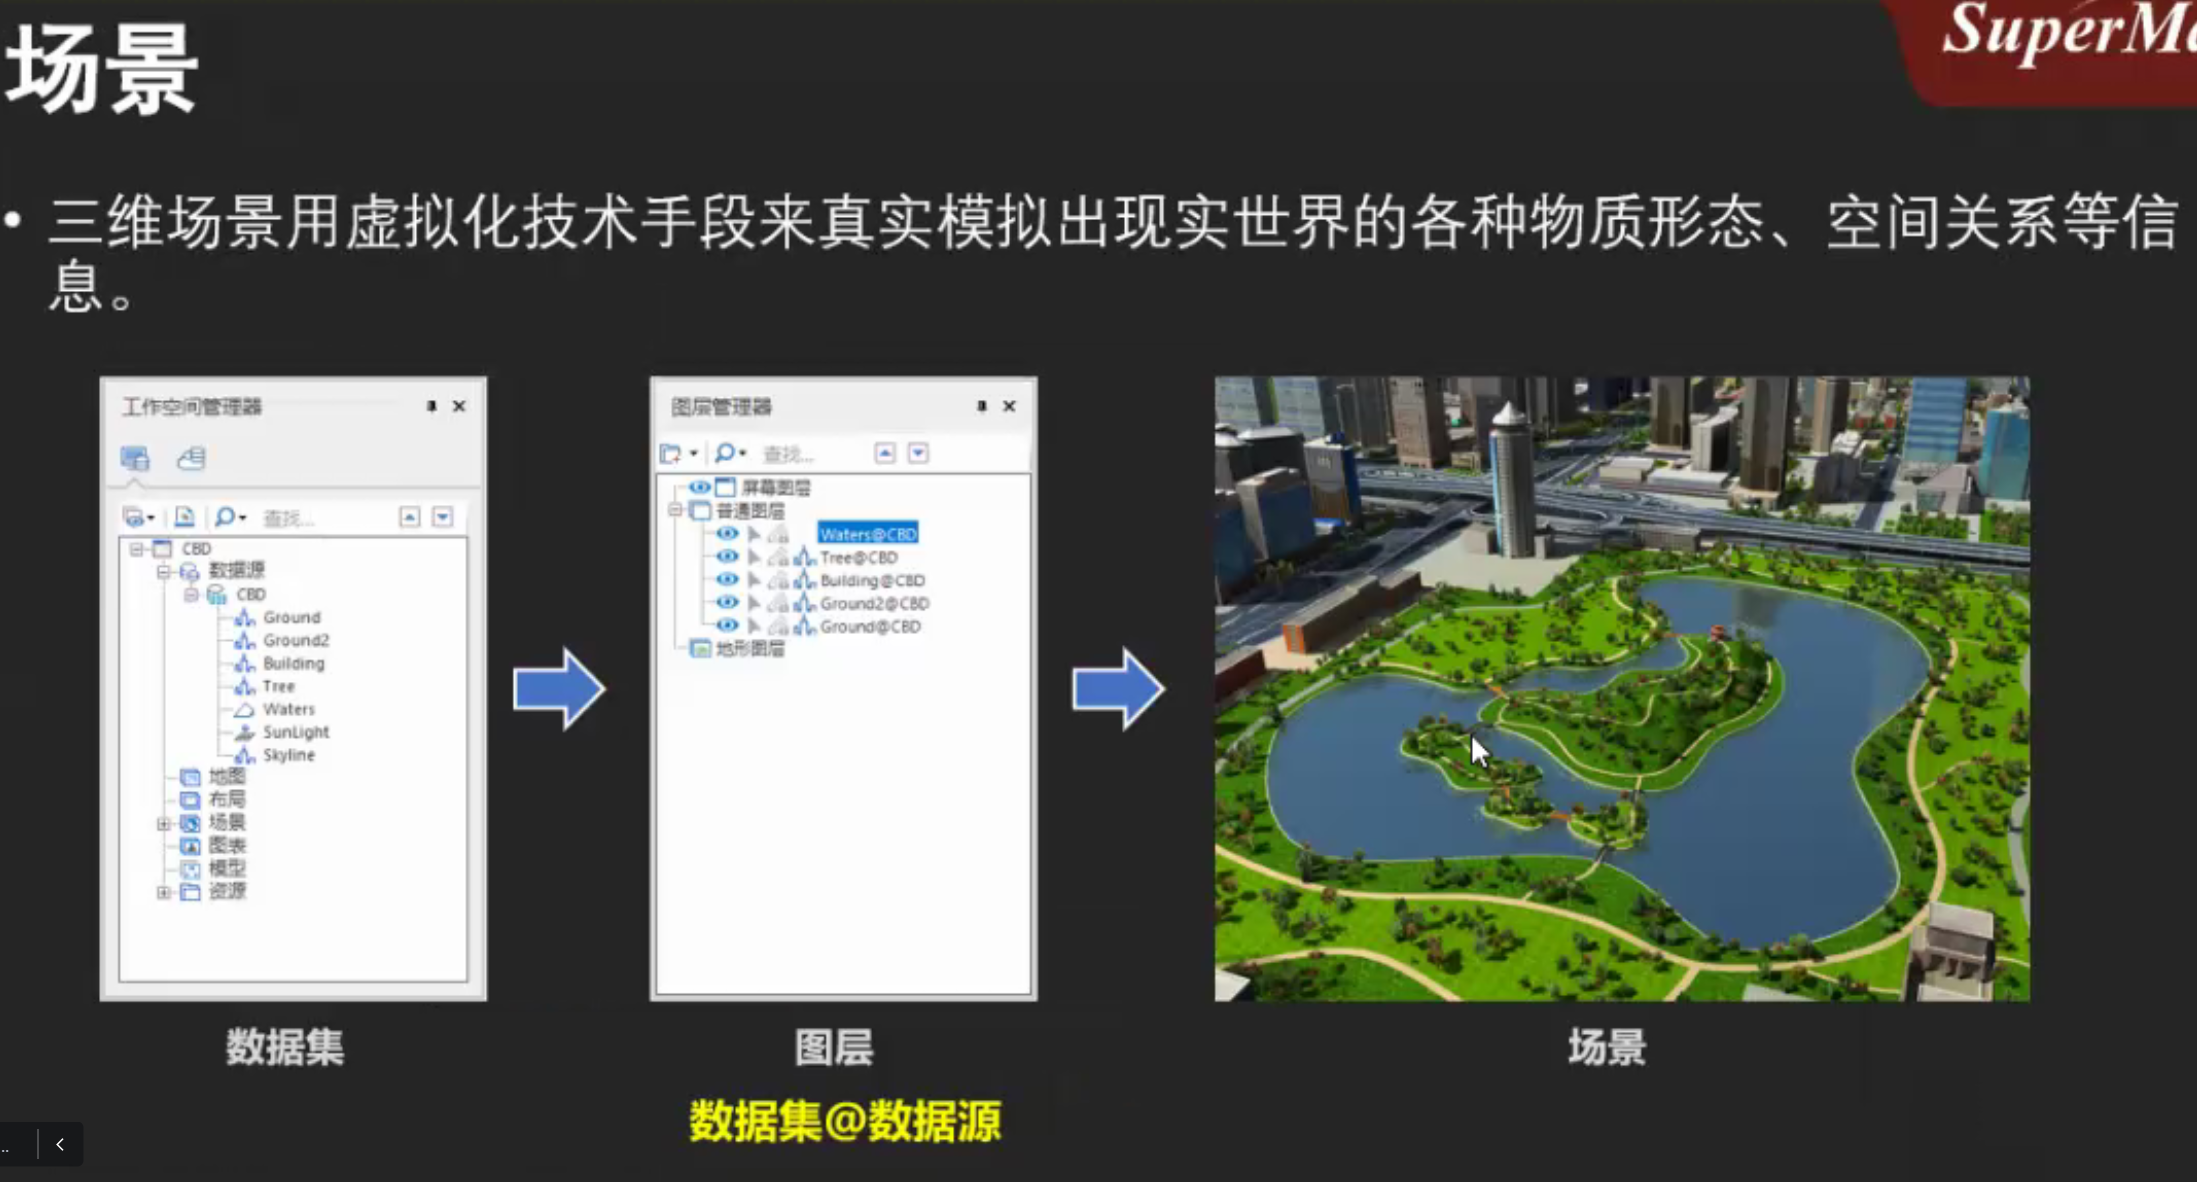 场景
SuperMa
• 三维场景用虚拟化技术手段来真实模拟出现实世界的各种物质形态、空间关系等信
息。
工作空间管理器
查找...
CBD
数据源
CBD
Ground
Ground2
Building
Tree
Waters
SunLight
Skyline
地图
布局
场景
图表
模型
资源
数据集
图层管理器
查找...
屏幕图层
普通图层
Waters@CBD
Tree@CBD
Building@CBD
Ground2@CBD
Ground@CBD
地形图层
图层
数据集@数据源
场景